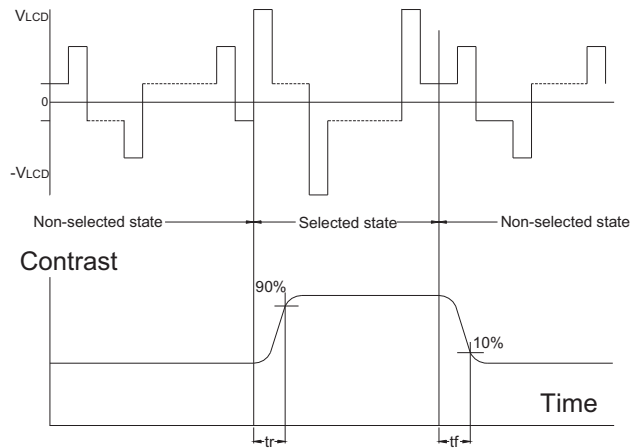 VLCD
0
-VLCD
Non-selected state
Selected state
Non-selected state
Contrast
90%
10%
Time
tr
tf